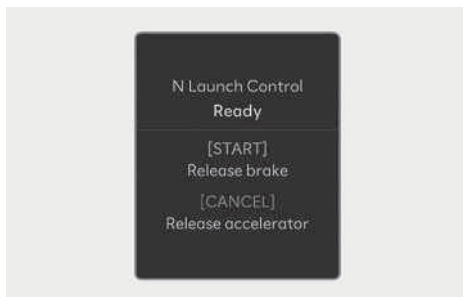 N Launch Control
Ready
[START]
Release brake
[CANCEL]
Release accelerator